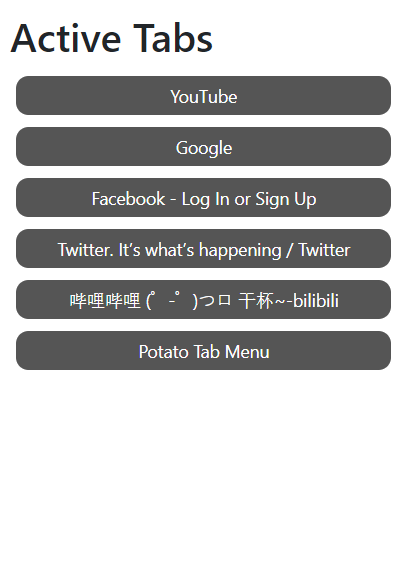 Active Tabs
YouTube
Google
Facebook - Log In or Sign Up
Twitter. It’s what’s happening / Twitter
哔哩哔哩 (゜-゜)つロ 干杯~-bilibili
Potato Tab Menu